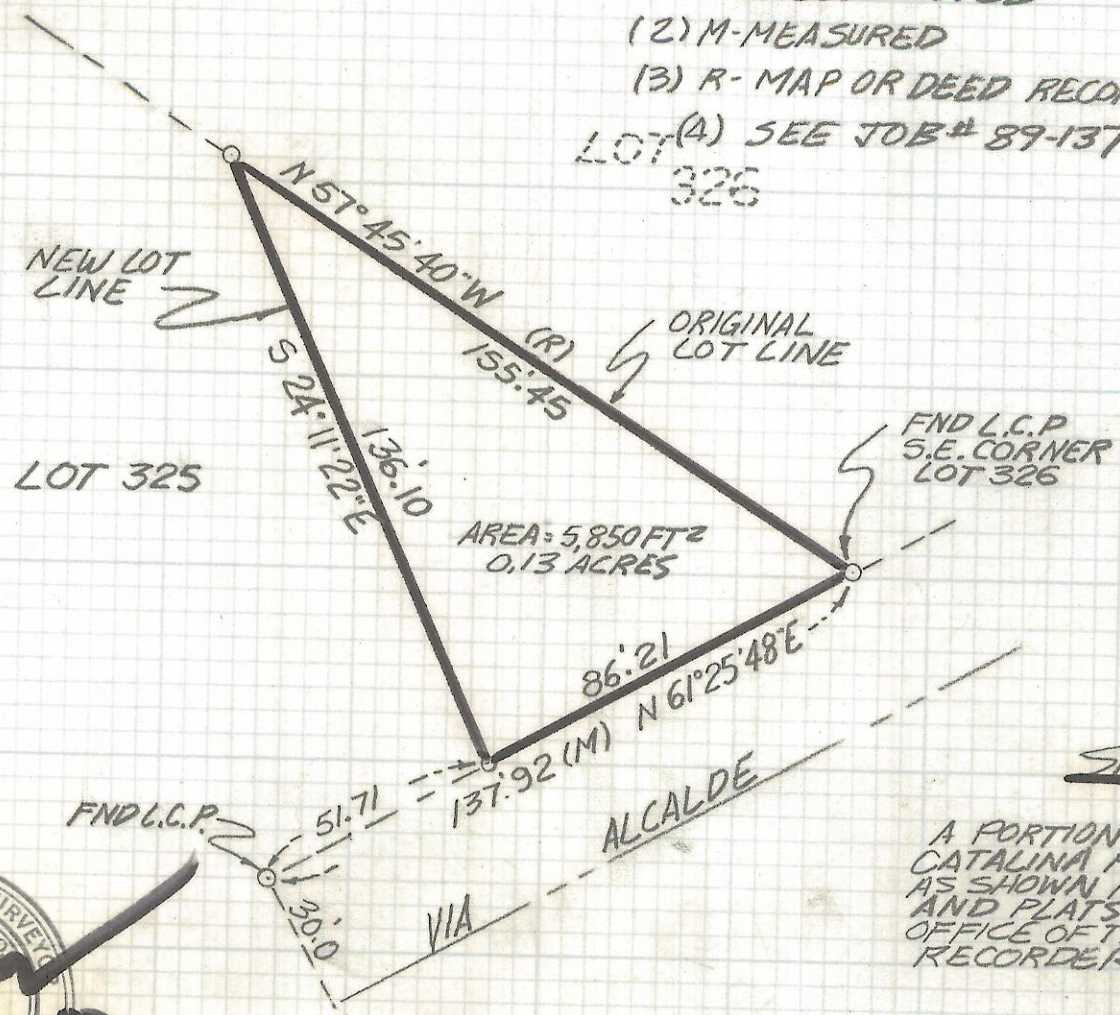 (2) M-MEASURED
(3) R- MAP OR DEED RECO
(4) SEE JOB# 89-137
LOT
326
N 57° 45' 40" W
(R)
155.'45
NEW LOT
LINE
ORIGINAL
LOT LINE
S 24° 11' 22" E
136.'10
FND L.C.P.
S.E. CORNER
LOT 326
LOT 325
AREA = 5,850 FT²
0.13 ACRES
86.'21
N 61° 25' 48" E
137.'92 (M)
51.71
FND L.C.P.
30.'0
VIA ALCALDE
A PORTION
CATALINA
AS SHOWN
AND PLATS
OFFICE OF T
RECORDER